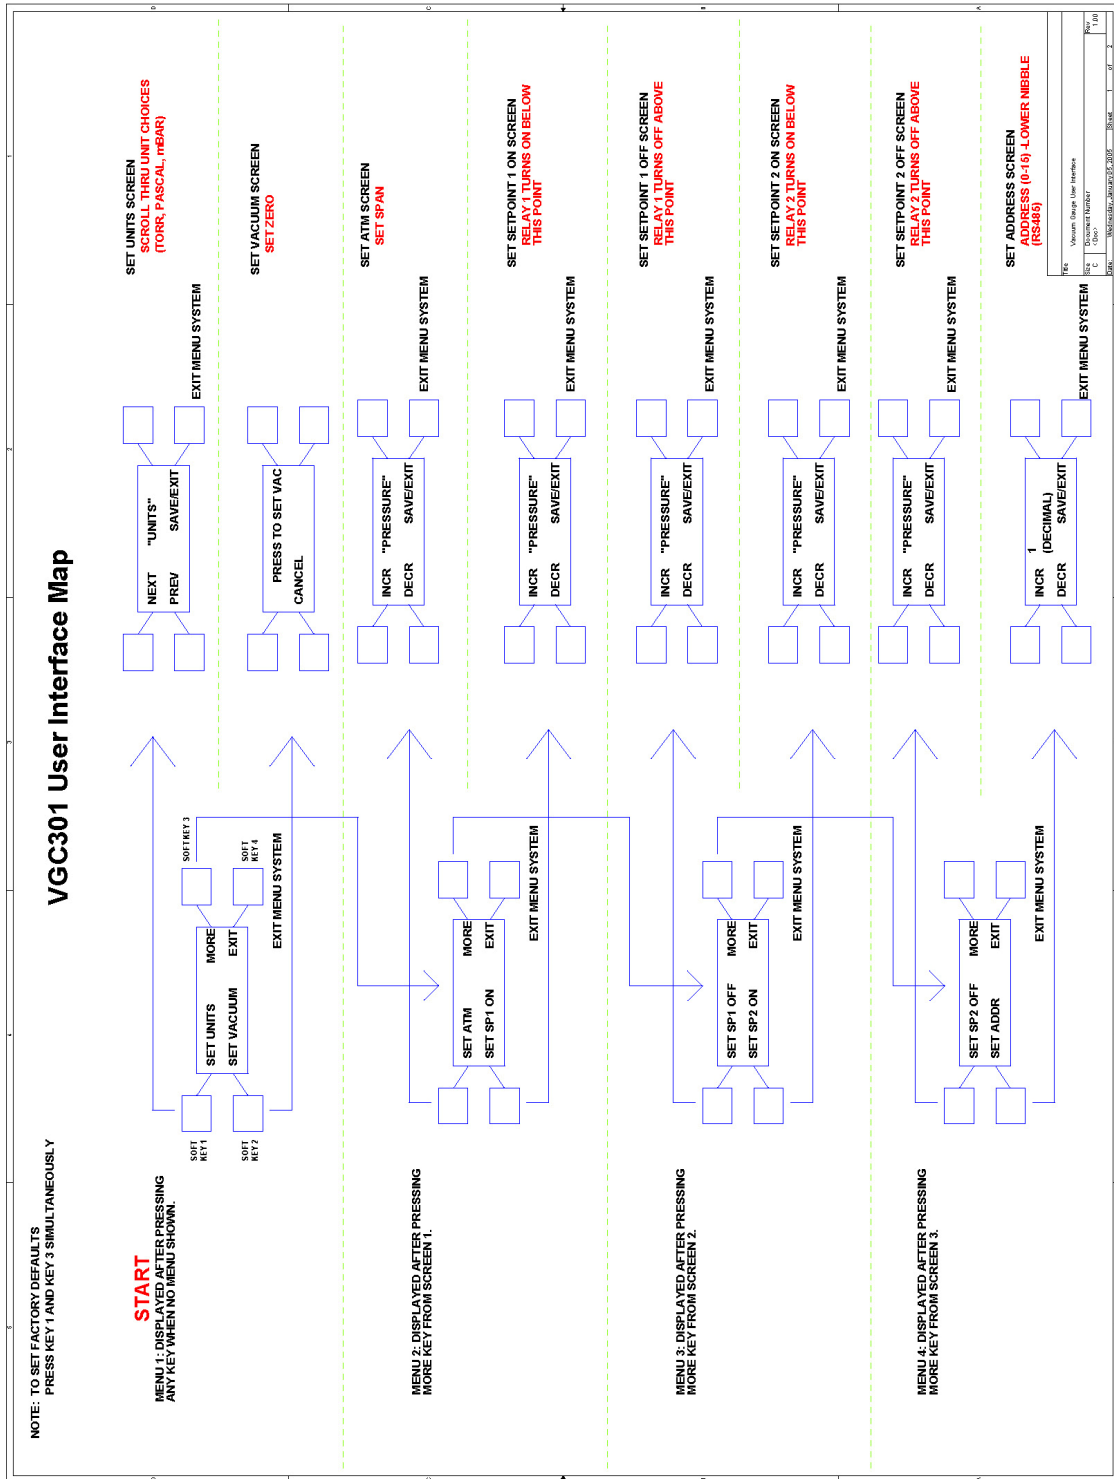 VGC301 User Interface Map
NOTE: TO SET FACTORY DEFAULTS
PRESS KEY 1 AND KEY 3 SIMULTANEOUSLY
START
MENU 1: DISPLAYED AFTER PRESSING
ANY KEY WHEN NO MENU SHOWN.
SOFT
KEY 1
SOFT
KEY 2
SET UNITS
MORE
SET VACUUM
EXIT
SOFT KEY 3
SOFT
KEY 4
EXIT MENU SYSTEM
NEXT "UNITS"
PREV SAVE/EXIT
EXIT MENU SYSTEM
SET UNITS SCREEN
SCROLL THRU UNIT CHOICES
(TORR, PASCAL, mBAR)
PRESS TO SET VAC
CANCEL
SET VACUUM SCREEN
SET ZERO
MENU 2: DISPLAYED AFTER PRESSING
MORE KEY FROM SCREEN 1.
SET ATM MORE
SET SP1 ON EXIT
EXIT MENU SYSTEM
INCR "PRESSURE"
DECR SAVE/EXIT
EXIT MENU SYSTEM
SET ATM SCREEN
SET SPAN
INCR "PRESSURE"
DECR SAVE/EXIT
EXIT MENU SYSTEM
SET SETPOINT 1 ON SCREEN
RELAY 1 TURNS ON BELOW
THIS POINT
MENU 3: DISPLAYED AFTER PRESSING
MORE KEY FROM SCREEN 2.
SET SP1 OFF MORE
SET SP2 ON EXIT
EXIT MENU SYSTEM
INCR "PRESSURE"
DECR SAVE/EXIT
EXIT MENU SYSTEM
SET SETPOINT 1 OFF SCREEN
RELAY 1 TURNS OFF ABOVE
THIS POINT
INCR "PRESSURE"
DECR SAVE/EXIT
EXIT MENU SYSTEM
SET SETPOINT 2 ON SCREEN
RELAY 2 TURNS ON BELOW
THIS POINT
MENU 4: DISPLAYED AFTER PRESSING
MORE KEY FROM SCREEN 3.
SET SP2 OFF MORE
SET ADDR EXIT
EXIT MENU SYSTEM
INCR "PRESSURE"
DECR SAVE/EXIT
EXIT MENU SYSTEM
SET SETPOINT 2 OFF SCREEN
RELAY 2 TURNS OFF ABOVE
THIS POINT
INCR 1
(DECIMAL)
DECR SAVE/EXIT
EXIT MENU SYSTEM
SET ADDRESS SCREEN
ADDRESS (0-15) -LOWER NIBBLE
(RS485)
Title
Vacuum Gauge User Interface
Size Document Number Rev
C <Doc> 1.00
Date: Wednesday, January 05, 2005 Sheet 1 of 2